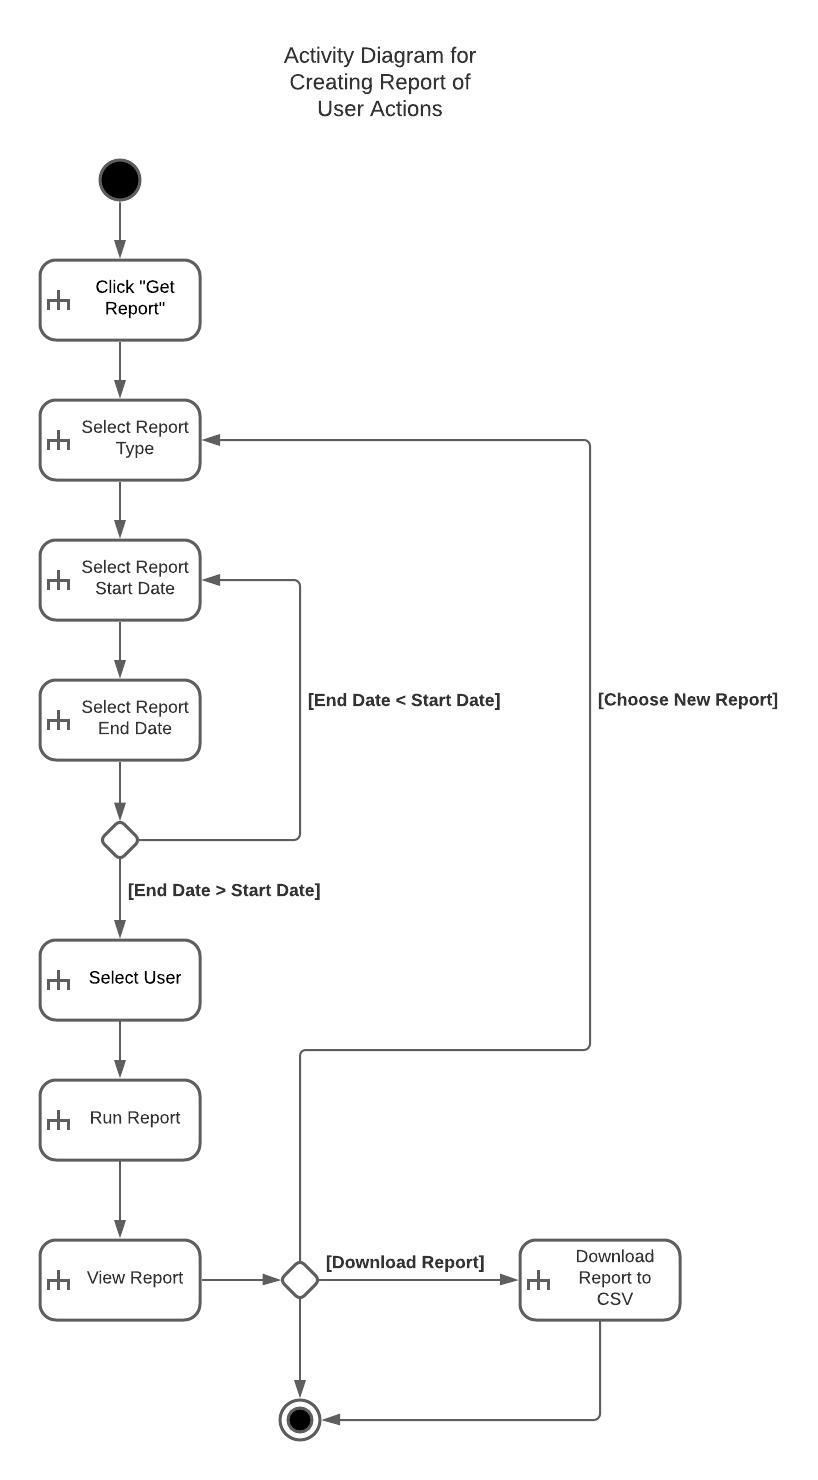 Activity Diagram for
Creating Report of
User Actions
Click "Get
Report"
Select Report
Type
Select Report
Start Date
[End Date < Start Date]
[Choose New Report]
Select Report
End Date
[End Date > Start Date]
Select User
Run Report
View Report
[Download Report]
Download
Report to
CSV